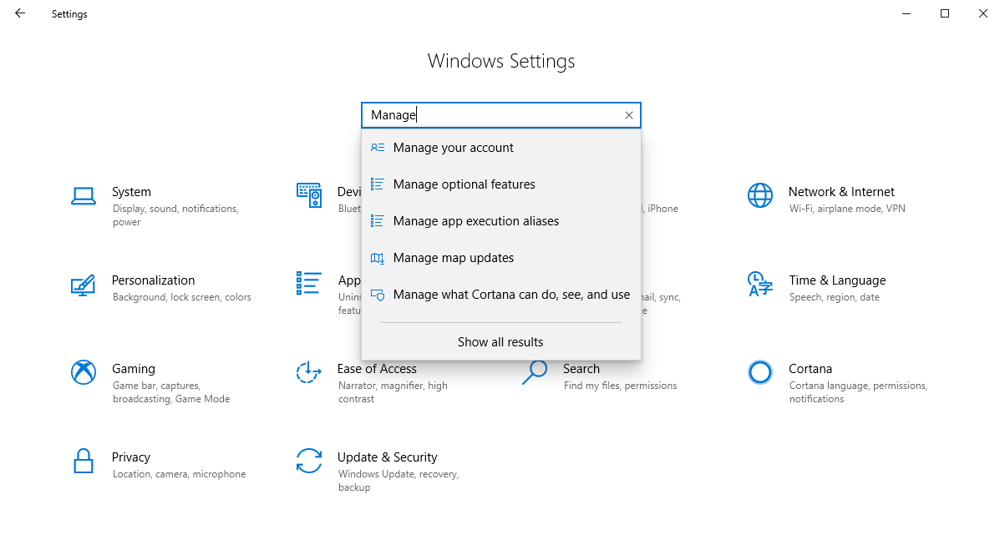 Settings
Windows Settings
Manage
Manage your account
Manage optional features
Manage app execution aliases
Manage map updates
Manage what Cortana can do, see, and use
Show all results
System
Display, sound, notifications,
power
Devi
Bluet
, iPhone
Network & Internet
Wi-Fi, airplane mode, VPN
Personalization
Background, lock screen, colors
App
Unins
featu
ail, sync,
e
Time & Language
Speech, region, date
Gaming
Game bar, captures,
broadcasting, Game Mode
Ease of Access
Narrator, magnifier, high
contrast
Search
Find my files, permissions
Cortana
Cortana language, permissions,
notifications
Privacy
Location, camera, microphone
Update & Security
Windows Update, recovery,
backup